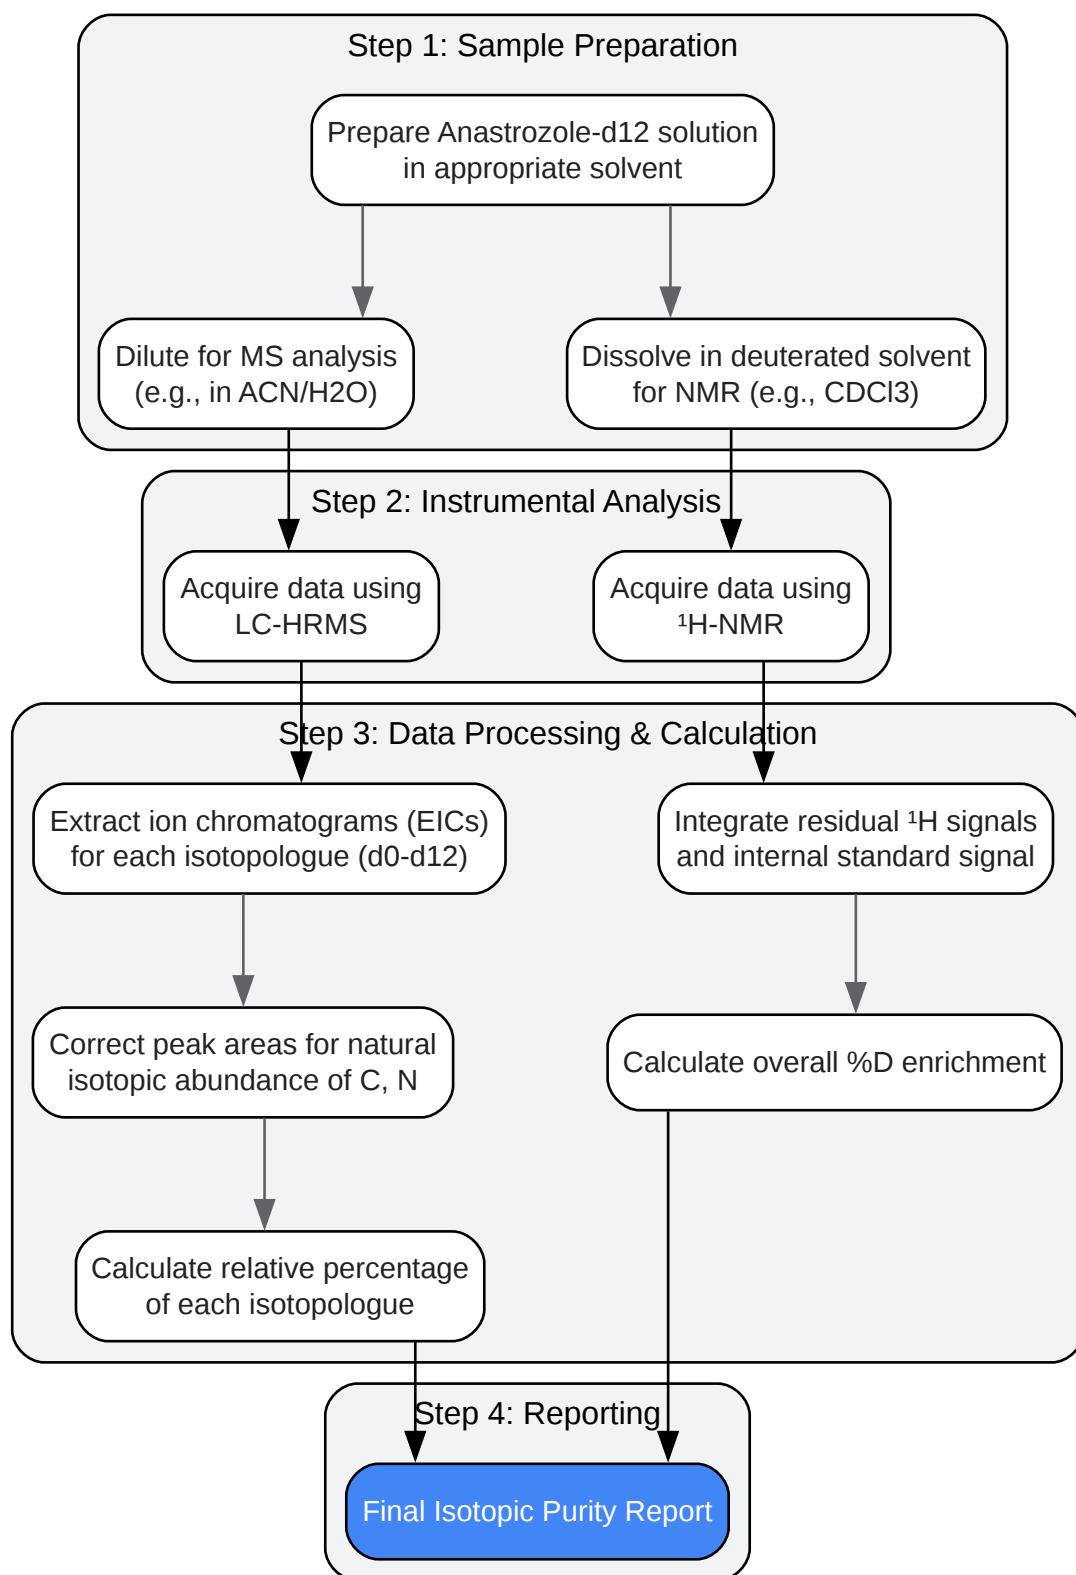 Step 1: Sample Preparation
Prepare Anastrozole-d12 solution
in appropriate solvent
Dilute for MS analysis
(e.g., in ACN/H2O)
Dissolve in deuterated solvent
for NMR (e.g., CDCl3)
Step 2: Instrumental Analysis
Acquire data using
LC-HRMS
Acquire data using
¹H-NMR
Step 3: Data Processing & Calculation
Extract ion chromatograms (EICs)
for each isotopologue (d0-d12)
Integrate residual ¹H signals
and internal standard signal
Correct peak areas for natural
isotopic abundance of C, N
Calculate overall %D enrichment
Calculate relative percentage
of each isotopologue
Step 4: Reporting
Final Isotopic Purity Report